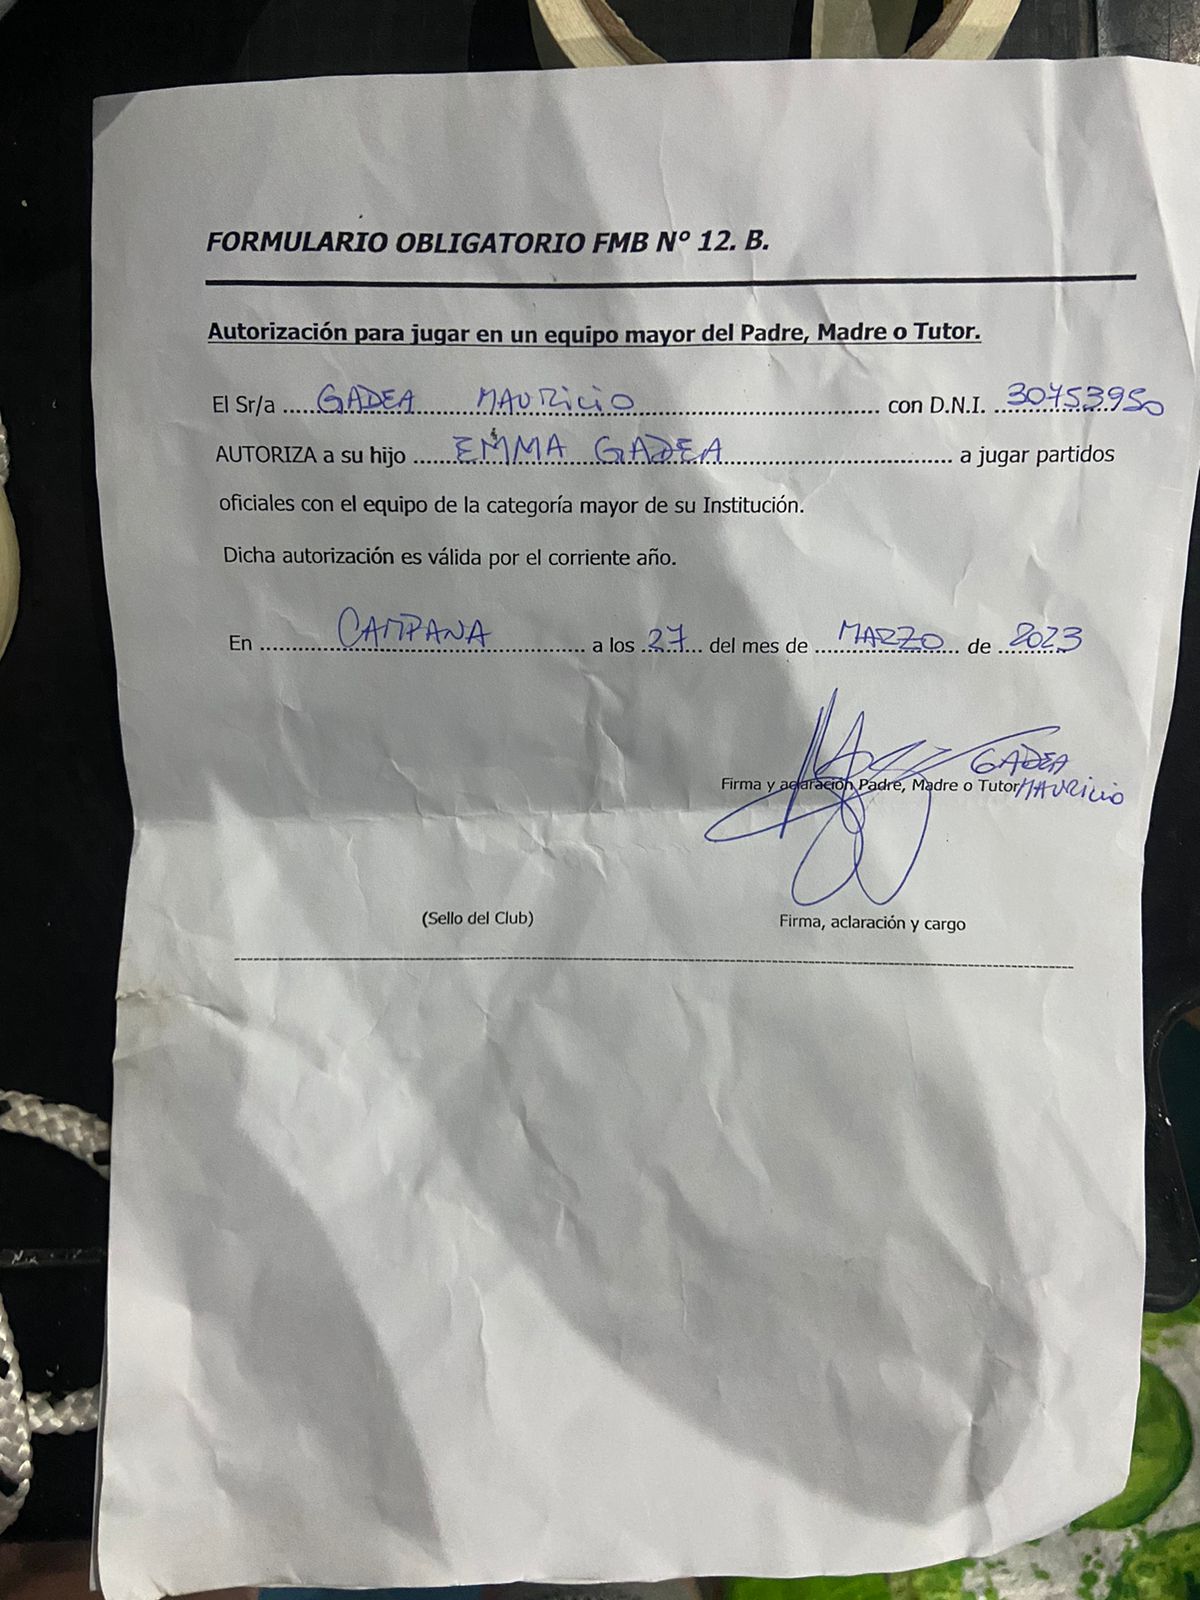 FORMULARIO OBLIGATORIO FMB Nº 12. B.
Autorización para jugar en un equipo mayor del Padre, Madre o Tutor.
El Sr/a ..... GADEA MAURICIO ..... con D.N.I. ..... 30753950
AUTORIZA a su hijo ..... EMMA GADEA ..... a jugar partidos
oficiales con el equipo de la categoría mayor de su Institución.
Dicha autorización es válida por el corriente año.
En ..... CAMPANA ..... a los .27... del mes de ..... MARZO ... de ... 2023
GADEA
Firma y aclaración Padre, Madre o Tutor MAURICIO
(Sello del Club) Firma, aclaración y cargo